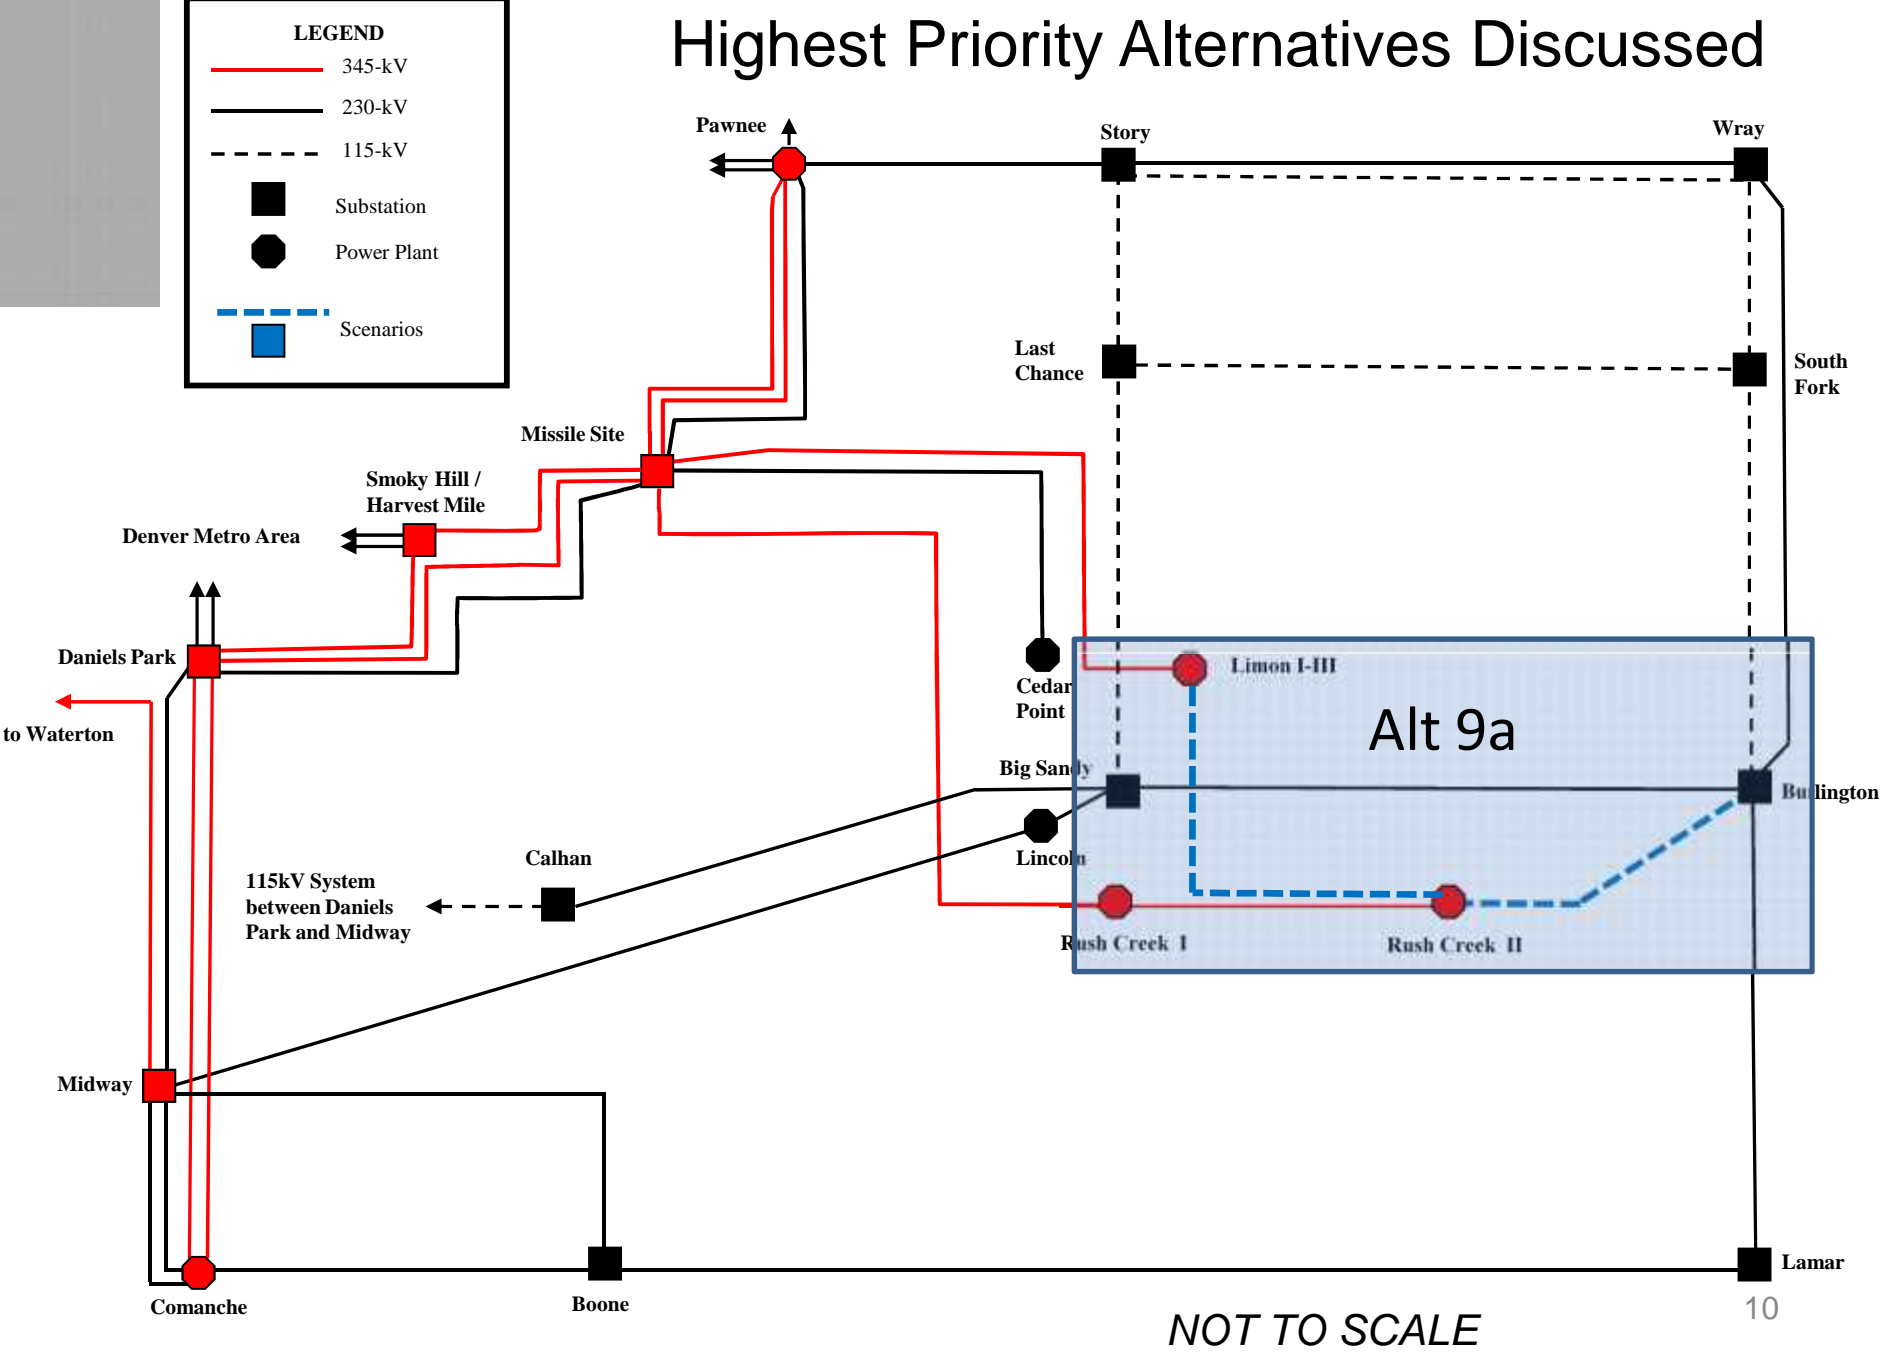 Highest Priority Alternatives Discussed
LEGEND
345-kV
230-kV
115-kV
Substation
Power Plant
Scenarios
Pawnee
Story
Wray
Last
Chance
South
Fork
Missile Site
Smoky Hill /
Harvest Mile
Denver Metro Area
Daniels Park
to Waterton
Cedar
Point
Limon I-III
Alt 9a
Big Sandy
Burlington
Lincoln
Calhan
115kV System
between Daniels
Park and Midway
Rush Creek I
Rush Creek II
Midway
Comanche
Boone
Lamar
NOT TO SCALE
10